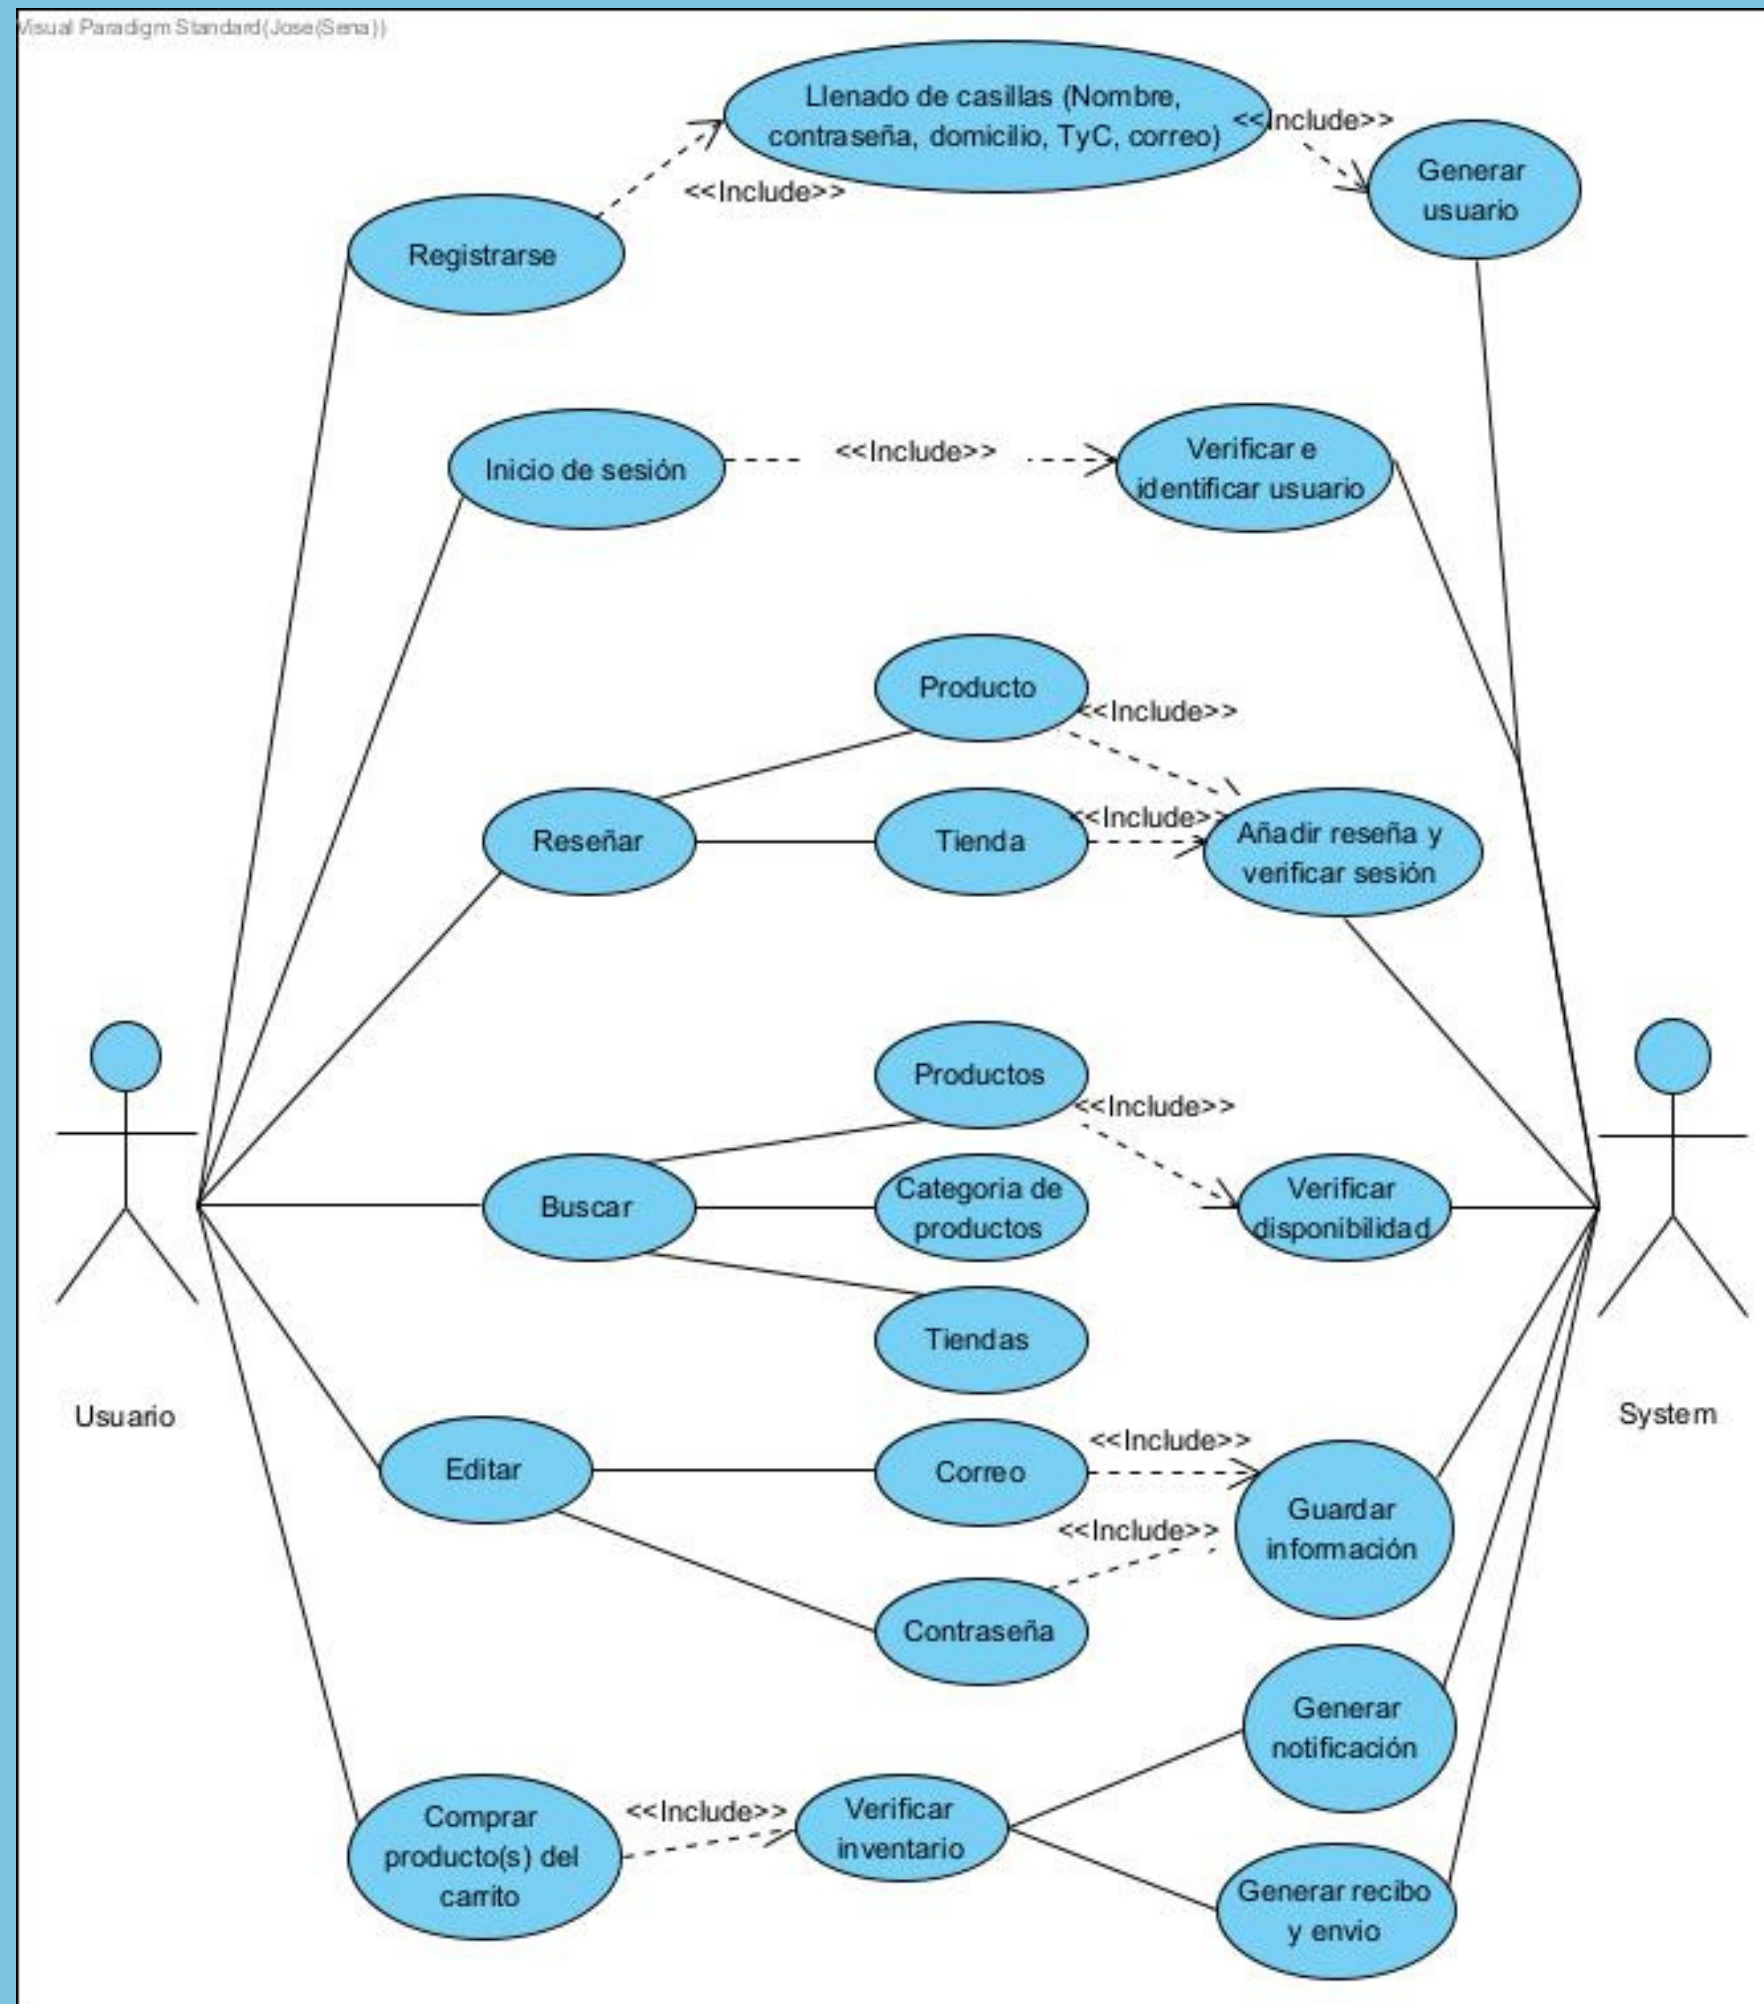 Visual Paradigm Standard(Jose(Sena))
Llenado de casillas (Nombre,
contraseña, domicilio, TyC, correo)
<<Include>>
<<Include>>
Generar
usuario
Registrarse
Inicio de sesión
<<Include>>
Verificar e
identificar usuario
Producto
<<Include>>
Reseñar
Tienda
<<Include>>
Añadir reseña y
verificar sesión
Productos
<<Include>>
Buscar
Categoria de
productos
Verificar
disponibilidad
Tiendas
Usuario
System
Editar
Correo
<<Include>>
Guardar
información
<<Include>>
Contraseña
Generar
notificación
Comprar
producto(s) del
carrito
<<Include>>
Verificar
inventario
Generar recibo
y envio